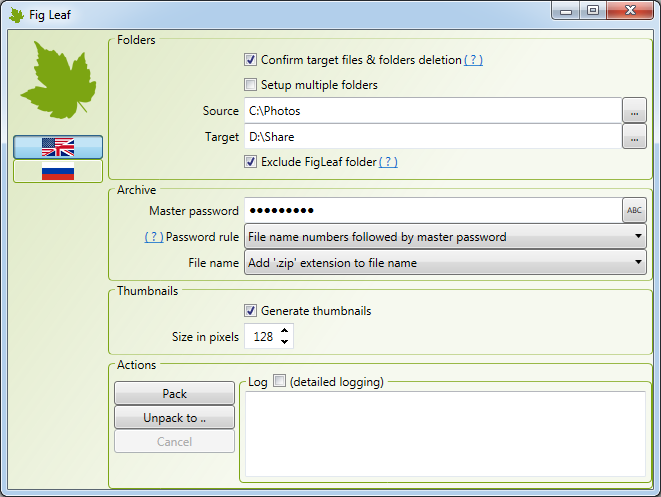 Fig Leaf
Folders
Confirm target files & folders deletion ( ? )
Setup multiple folders
Source C:\Photos ...
Target D:\Share ...
Exclude FigLeaf folder ( ? )
Archive
Master password ●●●●●●●●● ABC
( ? ) Password rule File name numbers followed by master password
File name Add '.zip' extension to file name
Thumbnails
Generate thumbnails
Size in pixels 128
Actions
Pack
Unpack to ..
Cancel
Log (detailed logging)